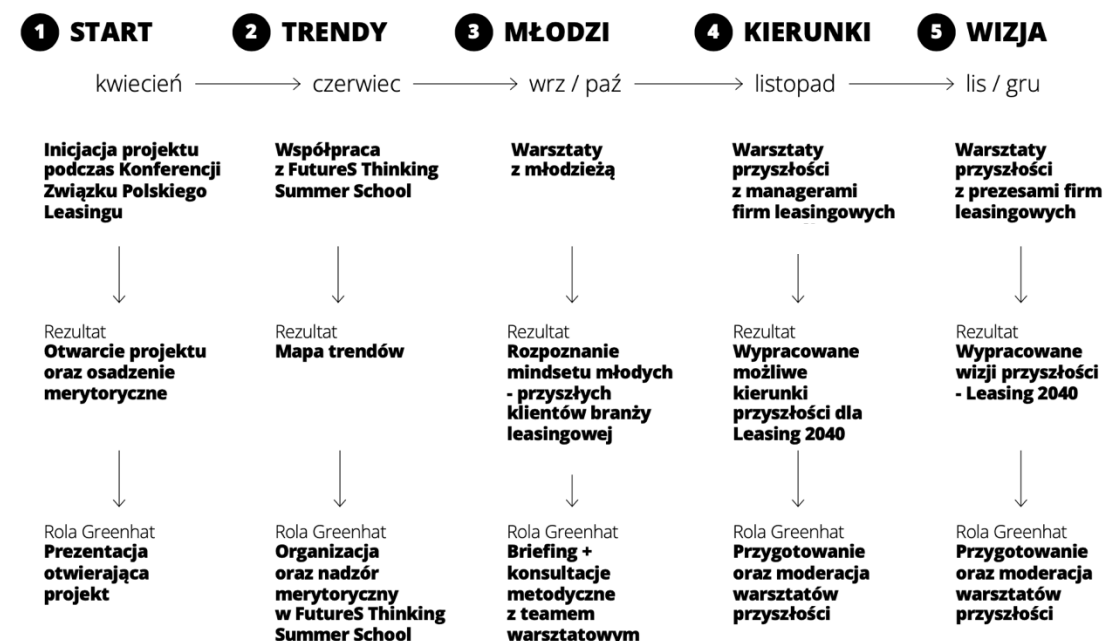 1 START
2 TRENDY
3 MŁODZI
4 KIERUNKI
5 WIZJA
kwiecień
czerwiec
wrz / paź
listopad
lis / gru
Inicjacja projektu
podczas Konferencji
Związku Polskiego
Leasingu
Współpraca
z FutureS Thinking
Summer School
Warsztaty
z młodzieżą
Warsztaty
przyszłości
z managerami
firm leasingowych
Warsztaty
przyszłości
z prezesami firm
leasingowych
Rezultat
Otwarcie projektu
oraz osadzenie
merytoryczne
Rezultat
Mapa trendów
Rezultat
Rozpoznanie
mindsetu młodych
- przyszłych
klientów branży
leasingowej
Rezultat
Wypracowane
możliwe
kierunki
przyszłości dla
Leasing 2040
Rezultat
Wypracowane
wizji przyszłości
- Leasing 2040
Rola Greenhat
Prezentacja
otwierająca
projekt
Rola Greenhat
Organizacja
oraz nadzór
merytoryczny
w FutureS Thinking
Summer School
Rola Greenhat
Briefing +
konsultacje
metodyczne
z teamem
warsztatowym
Rola Greenhat
Przygotowanie
oraz moderacja
warsztatów
przyszłości
Rola Greenhat
Przygotowanie
oraz moderacja
warsztatów
przyszłości